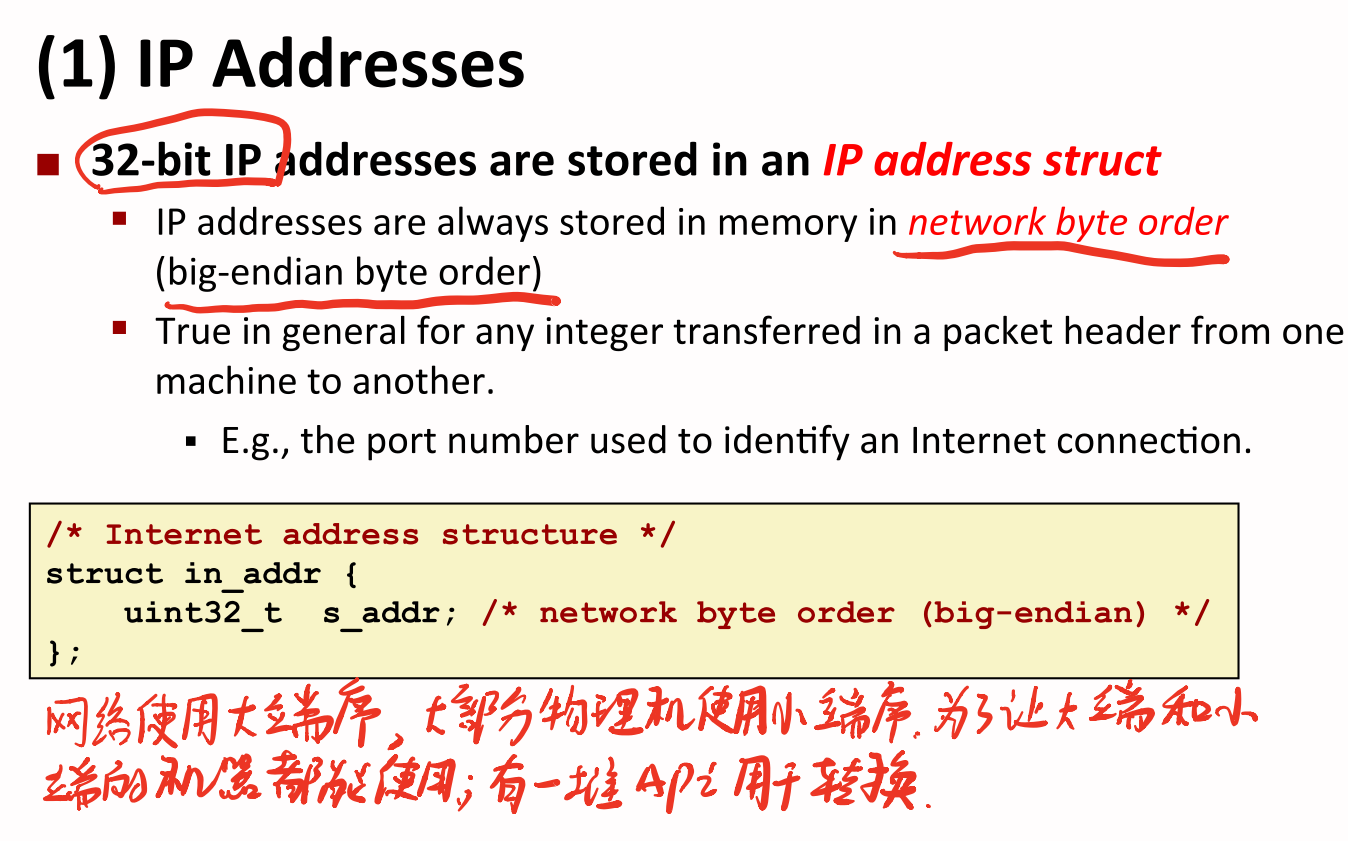 (1) IP Addresses
■ 32-bit IP addresses are stored in an IP address struct
▪ IP addresses are always stored in memory in network byte order
(big-endian byte order)
▪ True in general for any integer transferred in a packet header from one
machine to another.
▪ E.g., the port number used to identify an Internet connection.
/* Internet address structure */
struct in_addr {
    uint32_t  s_addr; /* network byte order (big-endian) */
};
网络使用大端序,大部分物理机使用小端序.为了让大端和小
端的机器都能使用;有一堆Api用于转换.